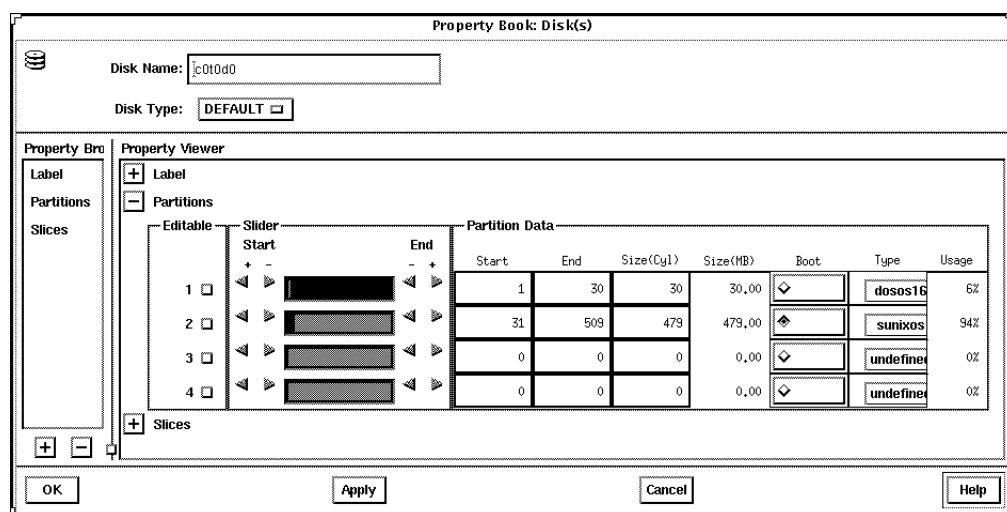 Property Book: Disk(s)
Disk Name: c0t0d0
Disk Type: DEFAULT
Property Bro
Label
Partitions
Slices
Property Viewer
+ Label
− Partitions
Editable Slider Partition Data
Start End
+ - - +
Start End Size(Cyl) Size(MB) Boot Type Usage
1 1 30 30 30.00 dosos16 6%
2 31 509 479 479.00 sunixos 94%
3 0 0 0 0.00 undefined 0%
4 0 0 0 0.00 undefined 0%
+ Slices
+ −
OK Apply Cancel Help